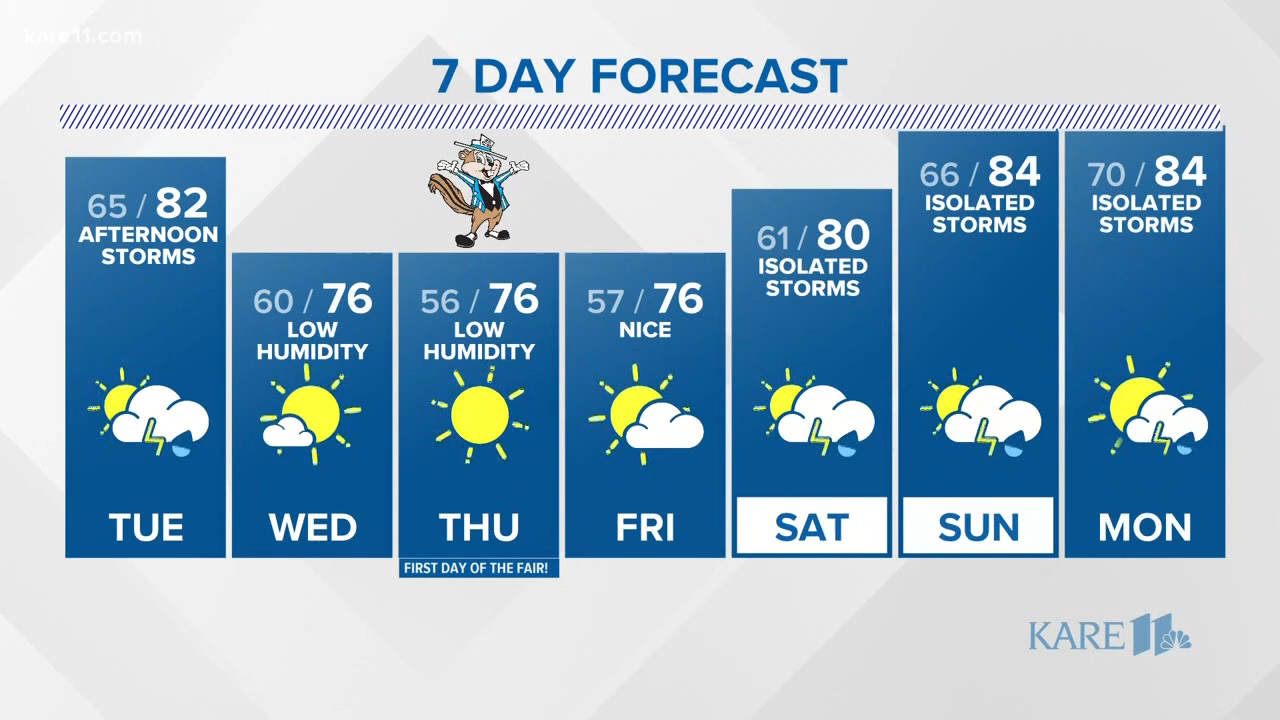 kare11.com
7 DAY FORECAST
65 / 82
AFTERNOON
STORMS
TUE
60 / 76
LOW
HUMIDITY
WED
56 / 76
LOW
HUMIDITY
THU
FIRST DAY OF THE FAIR!
57 / 76
NICE
FRI
61 / 80
ISOLATED
STORMS
SAT
66 / 84
ISOLATED
STORMS
SUN
70 / 84
ISOLATED
STORMS
MON
KARE 11